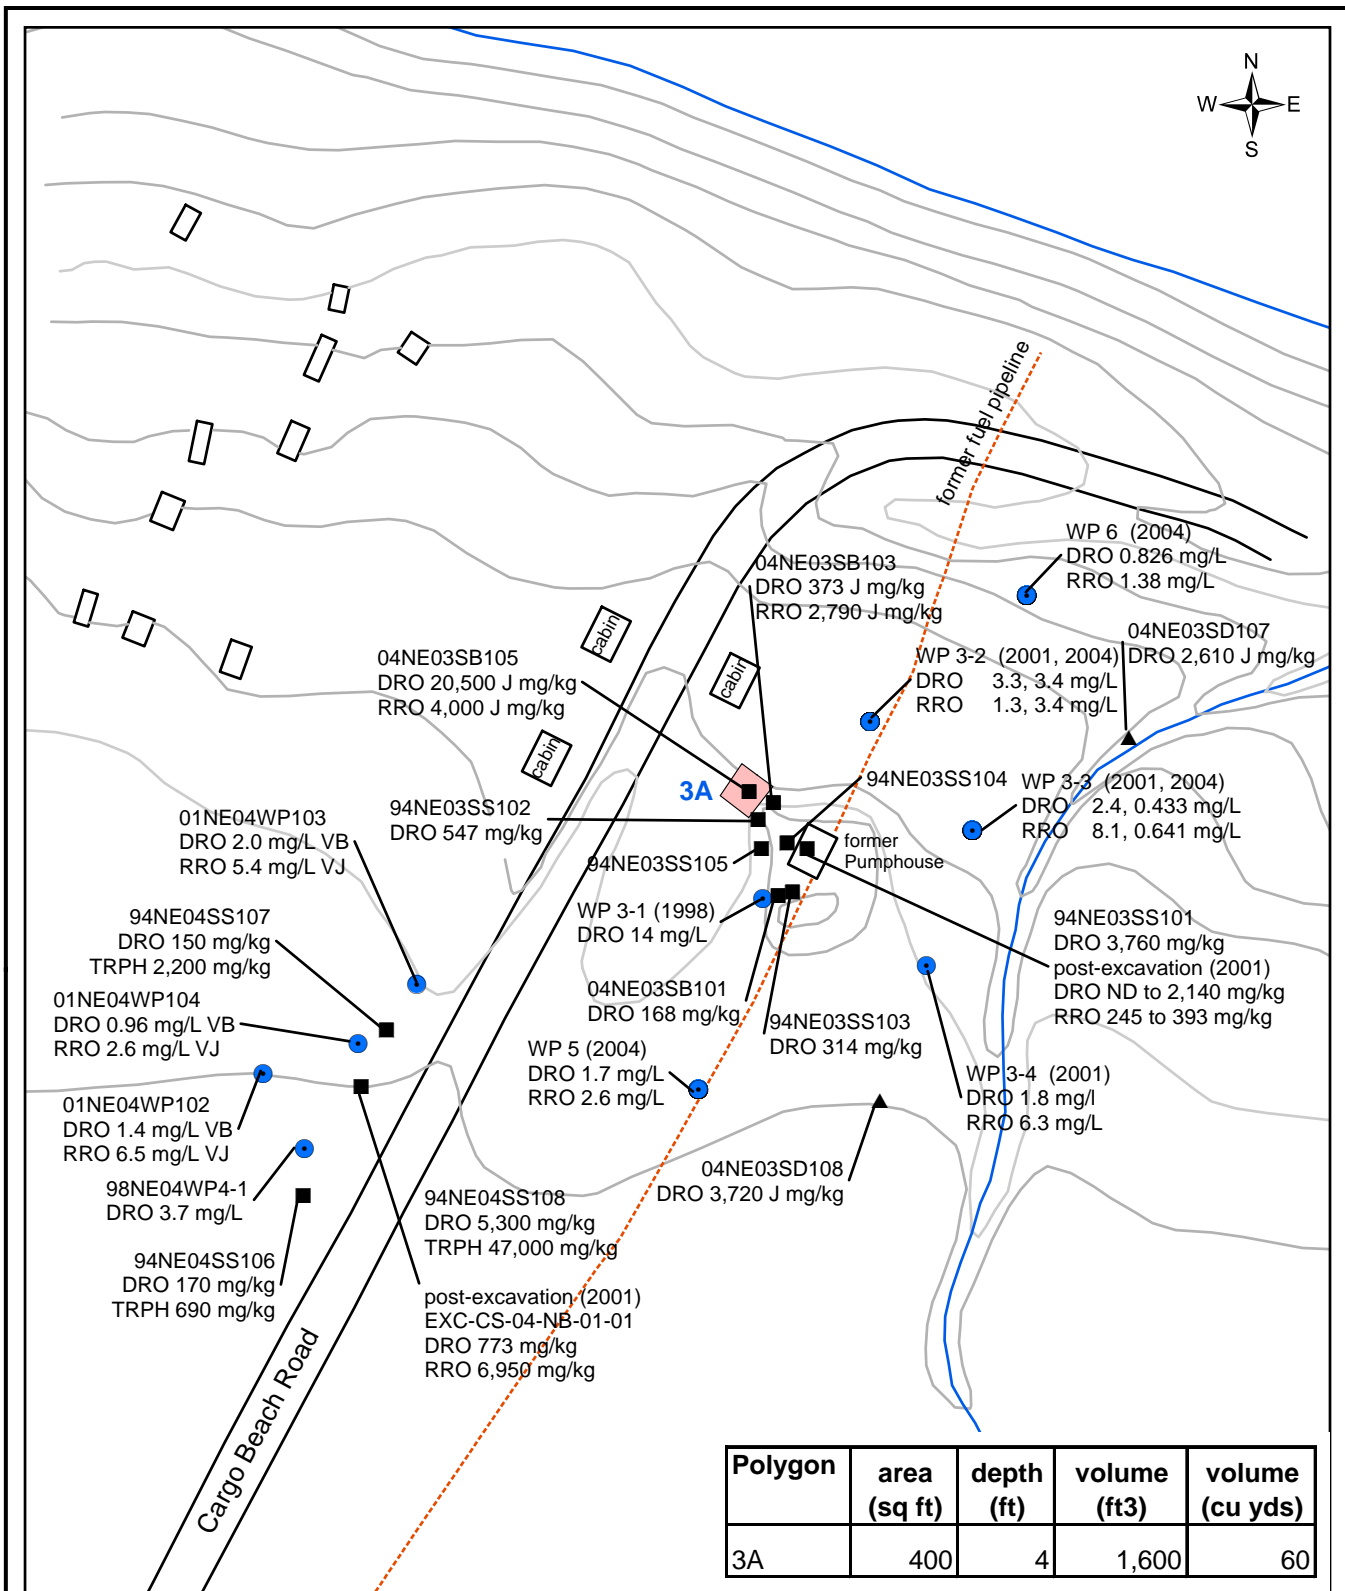 N
W E
S
former fuel pipeline
WP 6 (2004)
DRO 0.826 mg/L
RRO 1.38 mg/L
04NE03SB103
DRO 373 J mg/kg
RRO 2,790 J mg/kg
04NE03SD107
DRO 2,610 J mg/kg
cabin
cabin
cabin
04NE03SB105
DRO 20,500 J mg/kg
RRO 4,000 J mg/kg
WP 3-2 (2001, 2004)
DRO 3.3, 3.4 mg/L
RRO 1.3, 3.4 mg/L
3A
94NE03SS104
WP 3-3 (2001, 2004)
DRO 2.4, 0.433 mg/L
RRO 8.1, 0.641 mg/L
94NE03SS102
DRO 547 mg/kg
01NE04WP103
DRO 2.0 mg/L VB
RRO 5.4 mg/L VJ
former
Pumphouse
94NE03SS105
WP 3-1 (1998)
DRO 14 mg/L
94NE04SS107
DRO 150 mg/kg
TRPH 2,200 mg/kg
94NE03SS101
DRO 3,760 mg/kg
post-excavation (2001)
DRO ND to 2,140 mg/kg
RRO 245 to 393 mg/kg
04NE03SB101
DRO 168 mg/kg
01NE04WP104
DRO 0.96 mg/L VB
RRO 2.6 mg/L VJ
94NE03SS103
DRO 314 mg/kg
WP 5 (2004)
DRO 1.7 mg/L
RRO 2.6 mg/L
WP 3-4 (2001)
DRO 1.8 mg/l
RRO 6.3 mg/L
01NE04WP102
DRO 1.4 mg/L VB
RRO 6.5 mg/L VJ
04NE03SD108
DRO 3,720 J mg/kg
98NE04WP4-1
DRO 3.7 mg/L
94NE04SS108
DRO 5,300 mg/kg
TRPH 47,000 mg/kg
94NE04SS106
DRO 170 mg/kg
TRPH 690 mg/kg
post-excavation (2001)
EXC-CS-04-NB-01-01
DRO 773 mg/kg
RRO 6,950 mg/kg
Cargo Beach Road
Polygon area (sq ft) depth (ft) volume (ft3) volume (cu yds)
3A 400 4 1,600 60